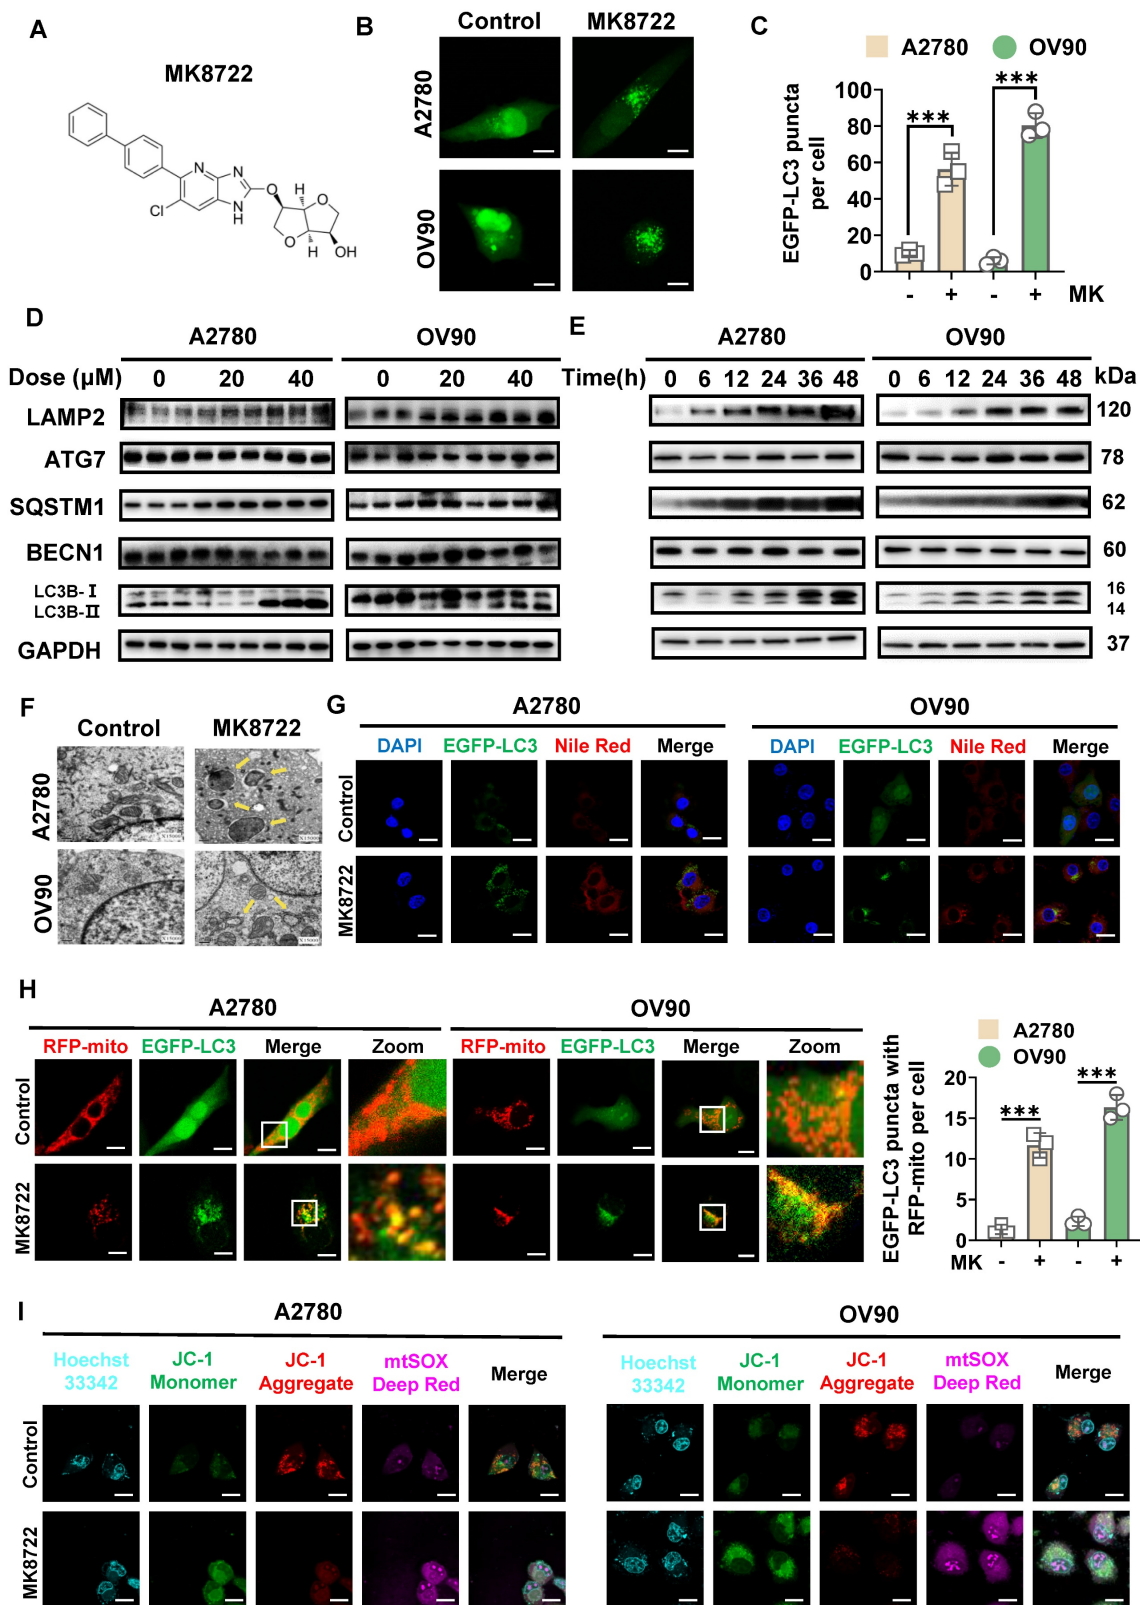 A
MK8722
N
N
N
H
Cl
O
H
O
O
H
OH
B
Control
MK8722
A2780
OV90
C
A2780
OV90
EGFP-LC3 puncta
per cell
100
80
60
40
20
0
***
***
- + - + MK
D
A2780
OV90
Dose (μM)
0 20 40
0 20 40
LAMP2
ATG7
SQSTM1
BECN1
LC3B-Ⅰ
LC3B-Ⅱ
GAPDH
E
A2780
OV90
Time(h)
0 6 12 24 36 48
0 6 12 24 36 48
kDa
120
78
62
60
16
14
37
F
Control
MK8722
A2780
OV90
X15000
X15000
X15000
X15000
G
A2780
OV90
DAPI EGFP-LC3 Nile Red Merge
DAPI EGFP-LC3 Nile Red Merge
Control
MK8722
H
A2780
OV90
RFP-mito EGFP-LC3 Merge Zoom
RFP-mito EGFP-LC3 Merge Zoom
Control
MK8722
A2780
OV90
EGFP-LC3 puncta with
RFP-mito per cell
20
15
10
5
0
***
***
MK - + - +
I
A2780
OV90
Hoechst
33342
JC-1
Monomer
JC-1
Aggregate
mtSOX
Deep Red
Merge
Hoechst
33342
JC-1
Monomer
JC-1
Aggregate
mtSOX
Deep Red
Merge
Control
MK8722